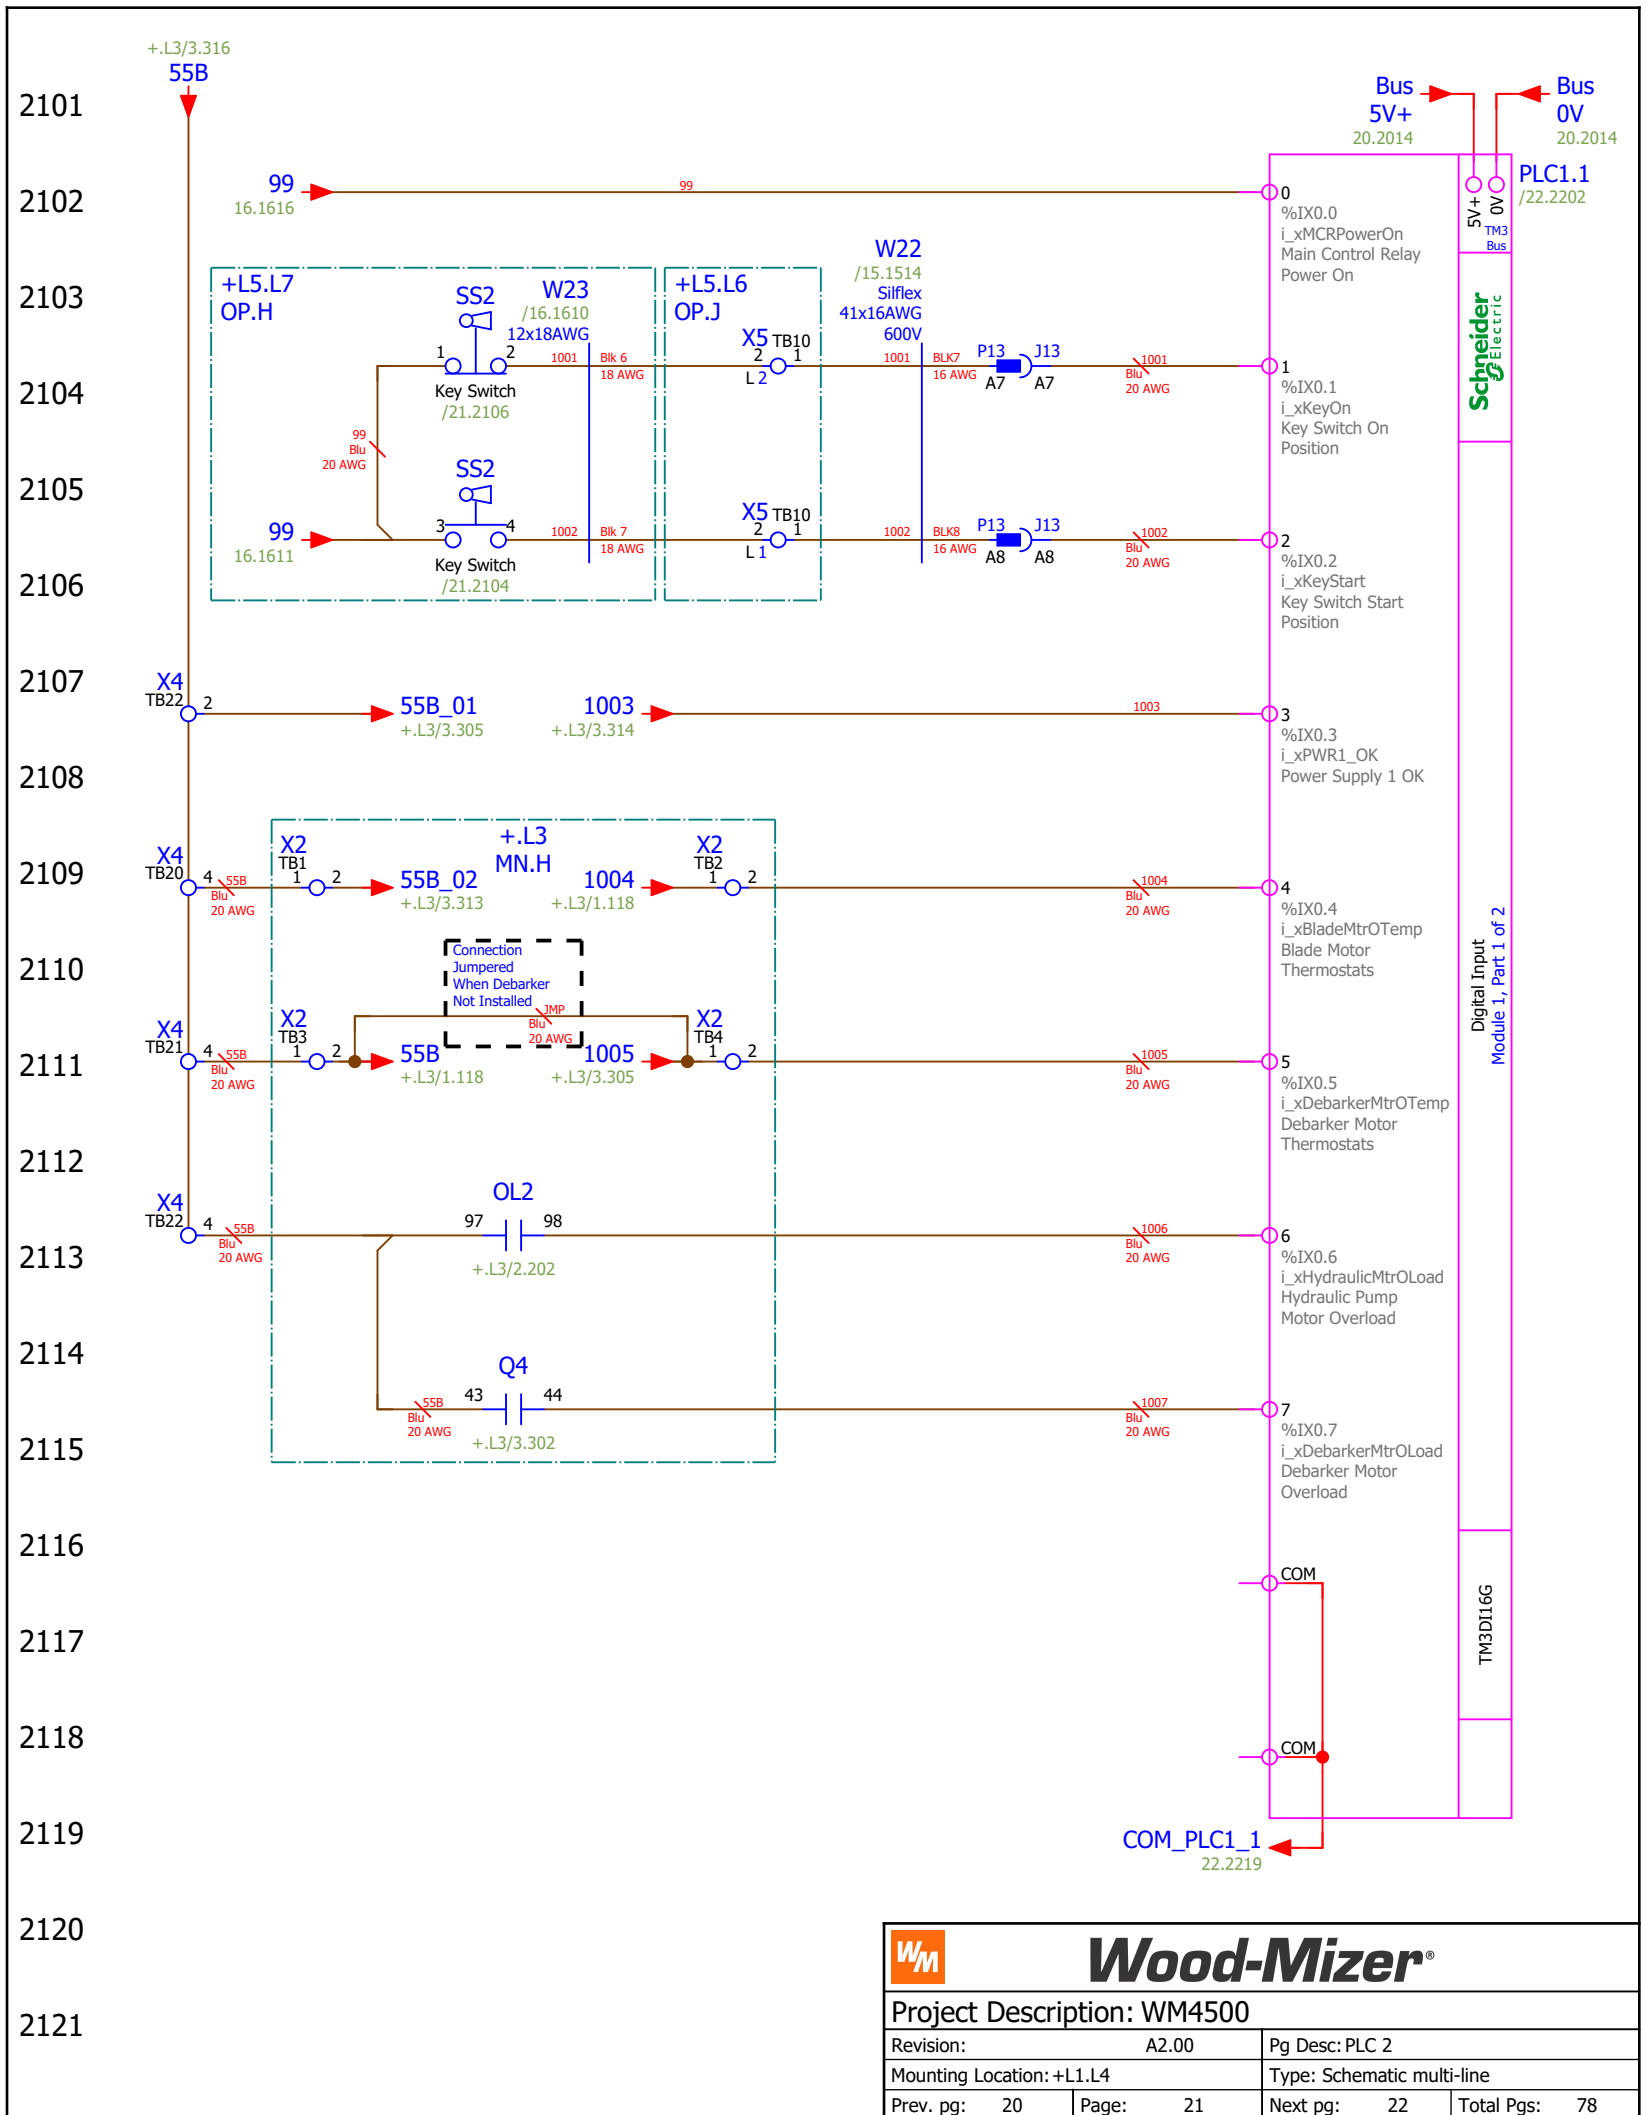 +.L3/3.316
55B
2101
Bus
5V+
20.2014
Bus
0V
20.2014
PLC1.1
/22.2202
5V+
0V
TM3
Bus
2102
99
16.1616
99
0
%IX0.0
i_xMCRPowerOn
Main Control Relay
Power On
2103
+L5.L7
OP.H
SS2
W23
/16.1610
12x18AWG
+L5.L6
OP.J
W22
/15.1514
Silflex
41x16AWG
600V
Schneider
Electric
2104
1
2
Key Switch
/21.2106
1001
Blk 6
18 AWG
X5
TB10
2
1
L 2
1001
BLK7
16 AWG
P13
J13
A7
A7
1001
Blu
20 AWG
1
%IX0.1
i_xKeyOn
Key Switch On
Position
99
Blu
20 AWG
2105
SS2
99
16.1611
3
4
Key Switch
/21.2104
1002
Blk 7
18 AWG
X5
TB10
2
1
L 1
1002
BLK8
16 AWG
P13
J13
A8
A8
1002
Blu
20 AWG
2
%IX0.2
i_xKeyStart
Key Switch Start
Position
2106
2107
X4
TB22
2
55B_01
+.L3/3.305
1003
+.L3/3.314
1003
3
%IX0.3
i_xPWR1_OK
Power Supply 1 OK
2108
+.L3
MN.H
2109
X4
TB20
4
55B
Blu
20 AWG
X2
TB1
1
2
55B_02
+.L3/3.313
1004
+.L3/1.118
X2
TB2
1
2
1004
Blu
20 AWG
4
%IX0.4
i_xBladeMtrOTemp
Blade Motor
Thermostats
2110
Connection
Jumpered
When Debarker
Not Installed
JMP
Blu
20 AWG
Digital Input
Module 1, Part 1 of 2
2111
X4
TB21
4
55B
Blu
20 AWG
X2
TB3
1
2
55B
+.L3/1.118
1005
+.L3/3.305
X2
TB4
1
2
1005
Blu
20 AWG
5
%IX0.5
i_xDebarkerMtrOTemp
Debarker Motor
Thermostats
2112
X4
TB22
4
55B
Blu
20 AWG
OL2
97
98
+.L3/2.202
1006
Blu
20 AWG
6
%IX0.6
i_xHydraulicMtrOLoad
Hydraulic Pump
Motor Overload
2113
2114
Q4
43
44
55B
Blu
20 AWG
+.L3/3.302
1007
Blu
20 AWG
7
%IX0.7
i_xDebarkerMtrOLoad
Debarker Motor
Overload
2115
2116
COM
TM3DI16G
2117
2118
COM
2119
COM_PLC1_1
22.2219
2120
WM
Wood-Mizer®
Project Description: WM4500
2121
Revision: A2.00
Pg Desc: PLC 2
Mounting Location: +L1.L4
Type: Schematic multi-line
Prev. pg: 20
Page: 21
Next pg: 22
Total Pgs: 78